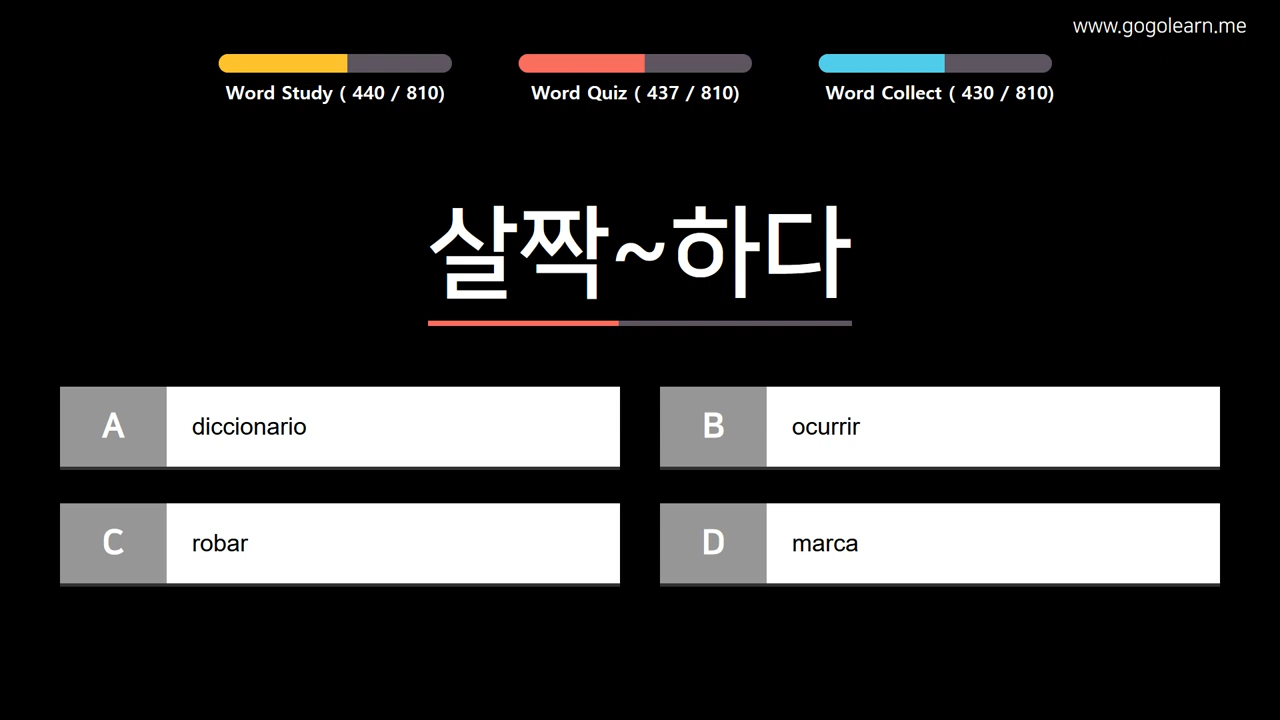 www.gogolearn.me
Word Study ( 440 / 810)
Word Quiz ( 437 / 810)
Word Collect ( 430 / 810)
살짝~하다
A diccionario
B ocurrir
C robar
D marca